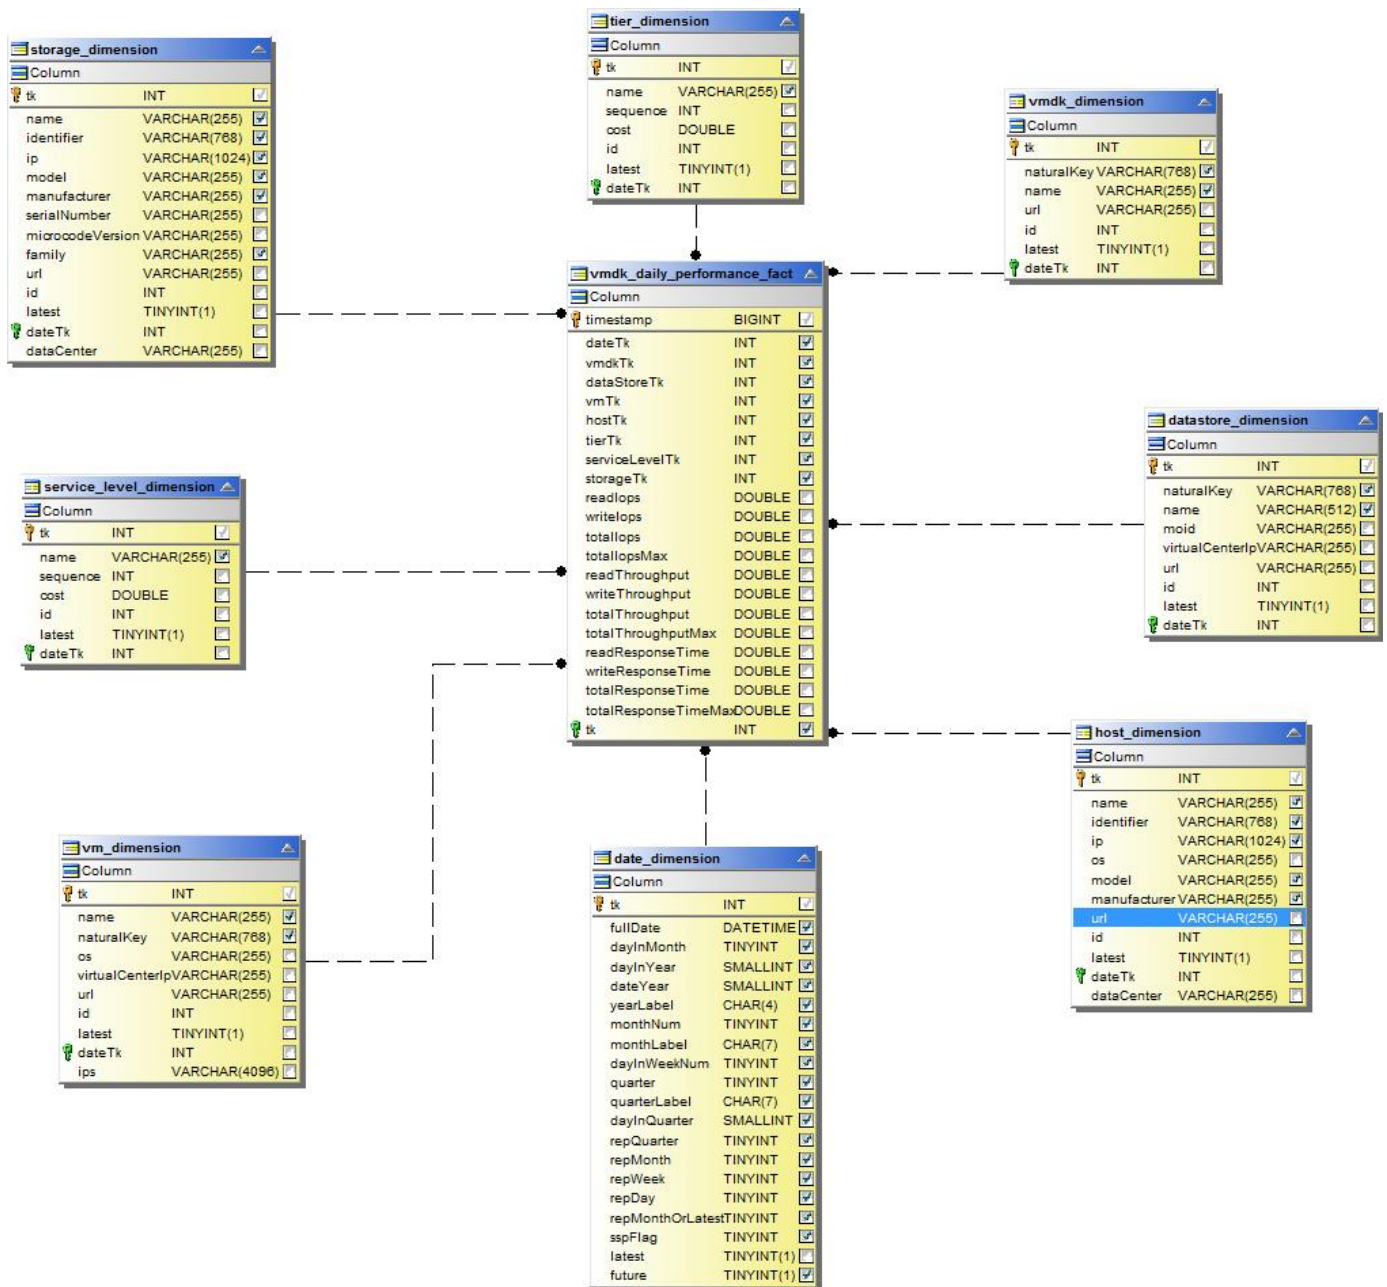 tier_dimension
Column
tk INT
name VARCHAR(255)
sequence INT
cost DOUBLE
id INT
latest TINYINT(1)
dateTk INT
storage_dimension
Column
tk INT
name VARCHAR(255)
identifier VARCHAR(768)
ip VARCHAR(1024)
model VARCHAR(255)
manufacturer VARCHAR(255)
serialNumber VARCHAR(255)
microcodeVersion VARCHAR(255)
family VARCHAR(255)
url VARCHAR(255)
id INT
latest TINYINT(1)
dateTk INT
dataCenter VARCHAR(255)
vmdk_dimension
Column
tk INT
naturalKey VARCHAR(768)
name VARCHAR(255)
url VARCHAR(255)
id INT
latest TINYINT(1)
dateTk INT
vmdk_daily_performance_fact
Column
timestamp BIGINT
dateTk INT
vmdkTk INT
dataStoreTk INT
vmTk INT
hostTk INT
tierTk INT
serviceLevelTk INT
storageTk INT
readIops DOUBLE
writeIops DOUBLE
totalIops DOUBLE
totalIopsMax DOUBLE
readThroughput DOUBLE
writeThroughput DOUBLE
totalThroughput DOUBLE
totalThroughputMax DOUBLE
readResponseTime DOUBLE
writeResponseTime DOUBLE
totalResponseTime DOUBLE
totalResponseTimeMax DOUBLE
tk INT
datastore_dimension
Column
tk INT
naturalKey VARCHAR(768)
name VARCHAR(512)
moid VARCHAR(255)
virtualCenterIp VARCHAR(255)
url VARCHAR(255)
id INT
latest TINYINT(1)
dateTk INT
service_level_dimension
Column
tk INT
name VARCHAR(255)
sequence INT
cost DOUBLE
id INT
latest TINYINT(1)
dateTk INT
host_dimension
Column
tk INT
name VARCHAR(255)
identifier VARCHAR(768)
ip VARCHAR(1024)
os VARCHAR(255)
model VARCHAR(255)
manufacturer VARCHAR(255)
url VARCHAR(255)
id INT
latest TINYINT(1)
dateTk INT
dataCenter VARCHAR(255)
vm_dimension
Column
tk INT
name VARCHAR(255)
naturalKey VARCHAR(768)
os VARCHAR(255)
virtualCenterIp VARCHAR(255)
url VARCHAR(255)
id INT
latest TINYINT(1)
dateTk INT
ips VARCHAR(4096)
date_dimension
Column
tk INT
fullDate DATETIME
dayInMonth TINYINT
dayInYear SMALLINT
dateYear SMALLINT
yearLabel CHAR(4)
monthNum TINYINT
monthLabel CHAR(7)
dayInWeekNum TINYINT
quarter TINYINT
quarterLabel CHAR(7)
dayInQuarter SMALLINT
repQuarter TINYINT
repMonth TINYINT
repWeek TINYINT
repDay TINYINT
repMonthOrLatest TINYINT
sspFlag TINYINT
latest TINYINT(1)
future TINYINT(1)